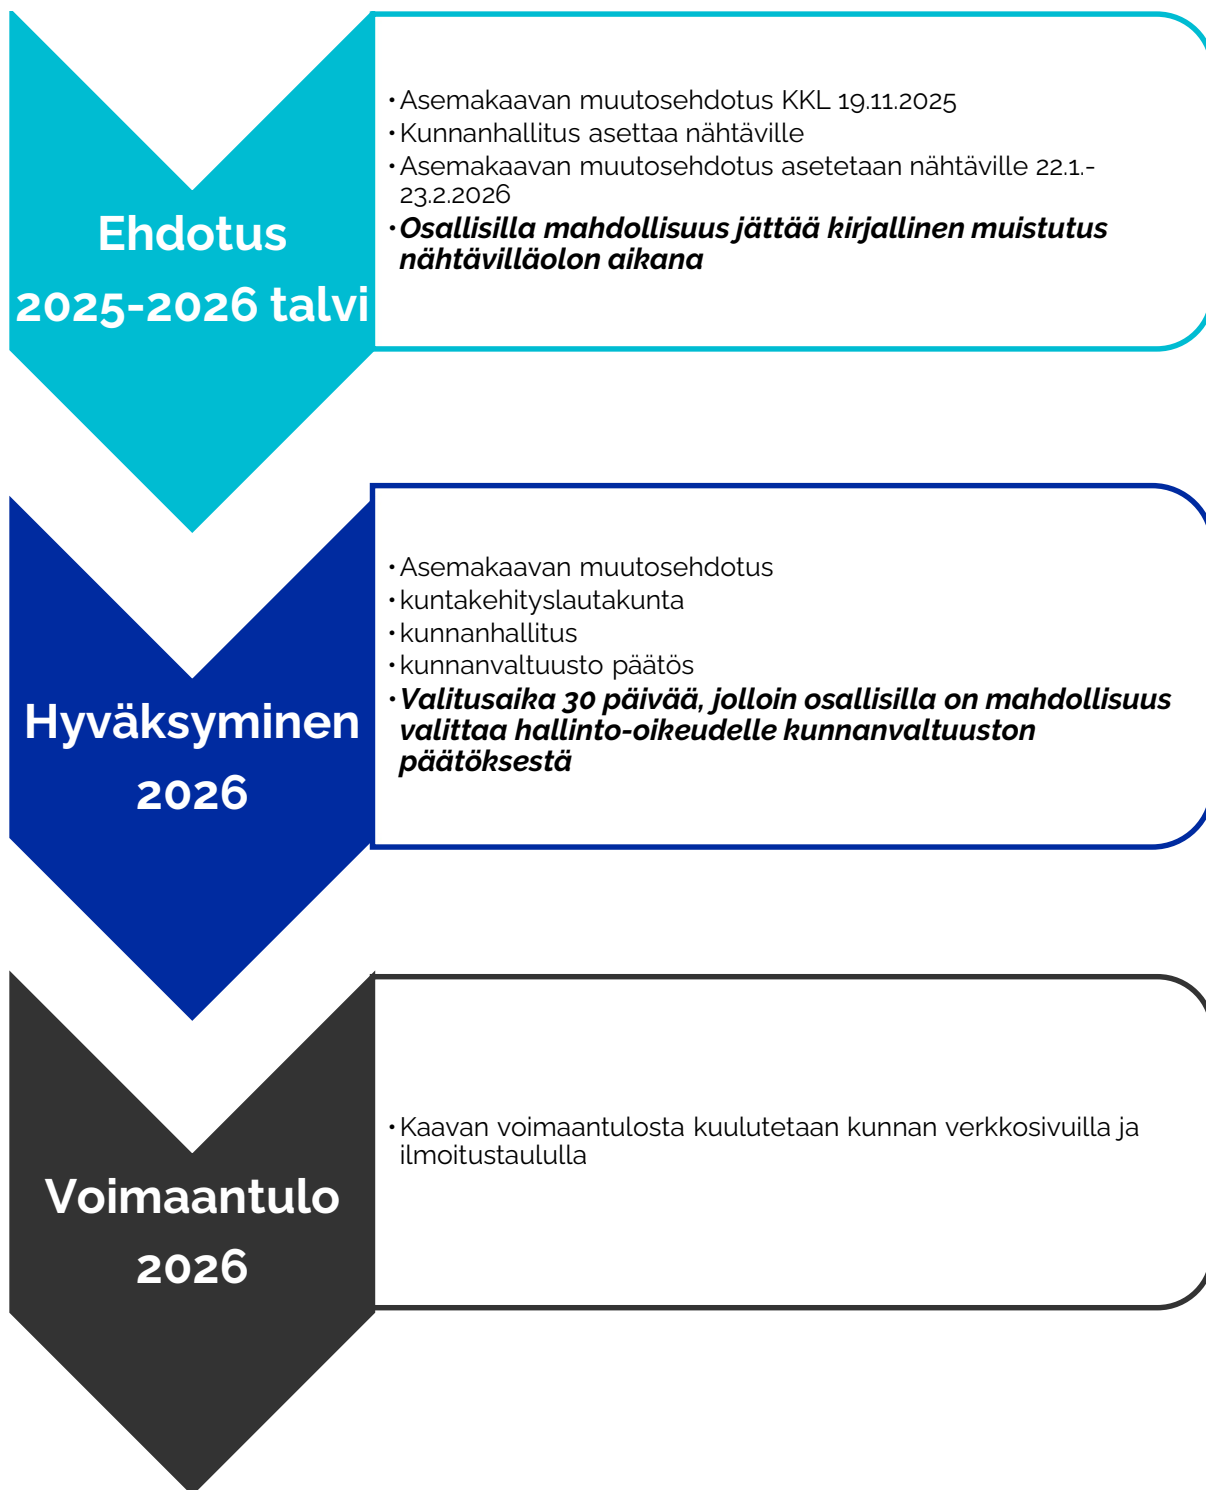 Ehdotus
2025-2026 talvi
• Asemakaavan muutosehdotus KKL 19.11.2025
• Kunnanhallitus asettaa nähtäville
• Asemakaavan muutosehdotus asetetaan nähtäville 22.1.-
23.2.2026
• Osallisilla mahdollisuus jättää kirjallinen muistutus
nähtävilläolon aikana
Hyväksyminen
2026
• Asemakaavan muutosehdotus
• kuntakehityslautakunta
• kunnanhallitus
• kunnanvaltuusto päätös
• Valitusaika 30 päivää, jolloin osallisilla on mahdollisuus
valittaa hallinto-oikeudelle kunnanvaltuuston
päätöksestä
Voimaantulo
2026
• Kaavan voimaantulosta kuulutetaan kunnan verkkosivuilla ja
ilmoitustaululla